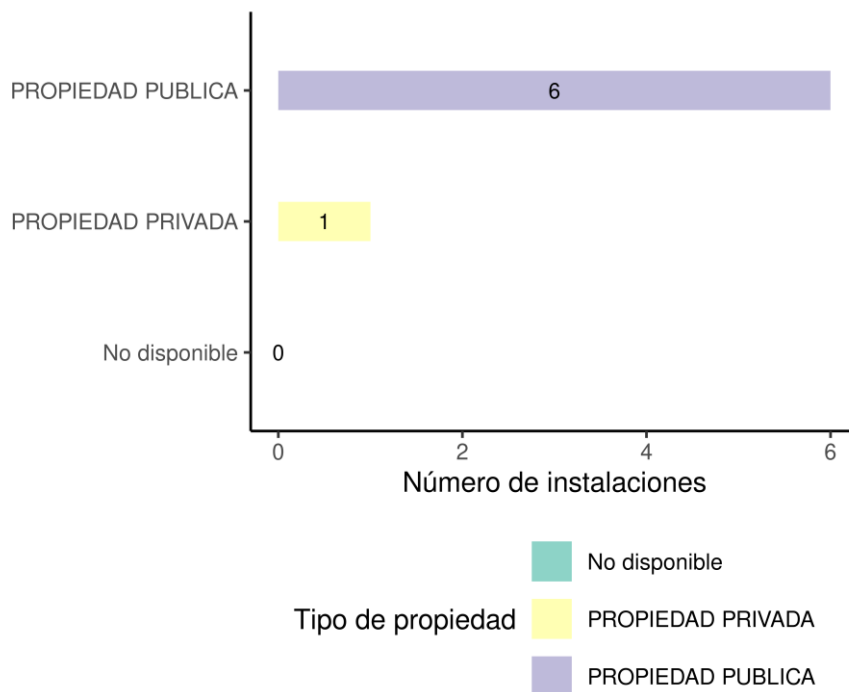 PROPIEDAD PUBLICA
6
PROPIEDAD PRIVADA
1
No disponible
0
0 2 4 6
Número de instalaciones
Tipo de propiedad
No disponible
PROPIEDAD PRIVADA
PROPIEDAD PUBLICA